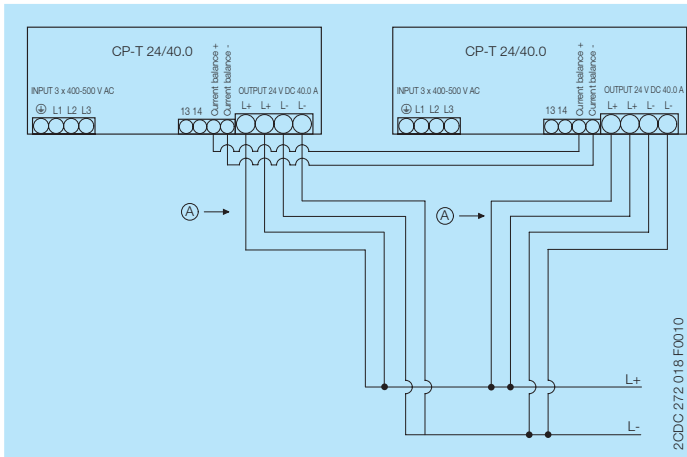 CP-T 24/40.0
Current balance +
Current balance -
INPUT 3 x 400-500 V AC
OUTPUT 24 V DC 40.0 A
L1 L2 L3
13 14
L+ L+ L- L-
CP-T 24/40.0
Current balance +
Current balance -
INPUT 3 x 400-500 V AC
OUTPUT 24 V DC 40.0 A
L1 L2 L3
13 14
L+ L+ L- L-
A
A
L+
L-
2CDC 272 018 F0010